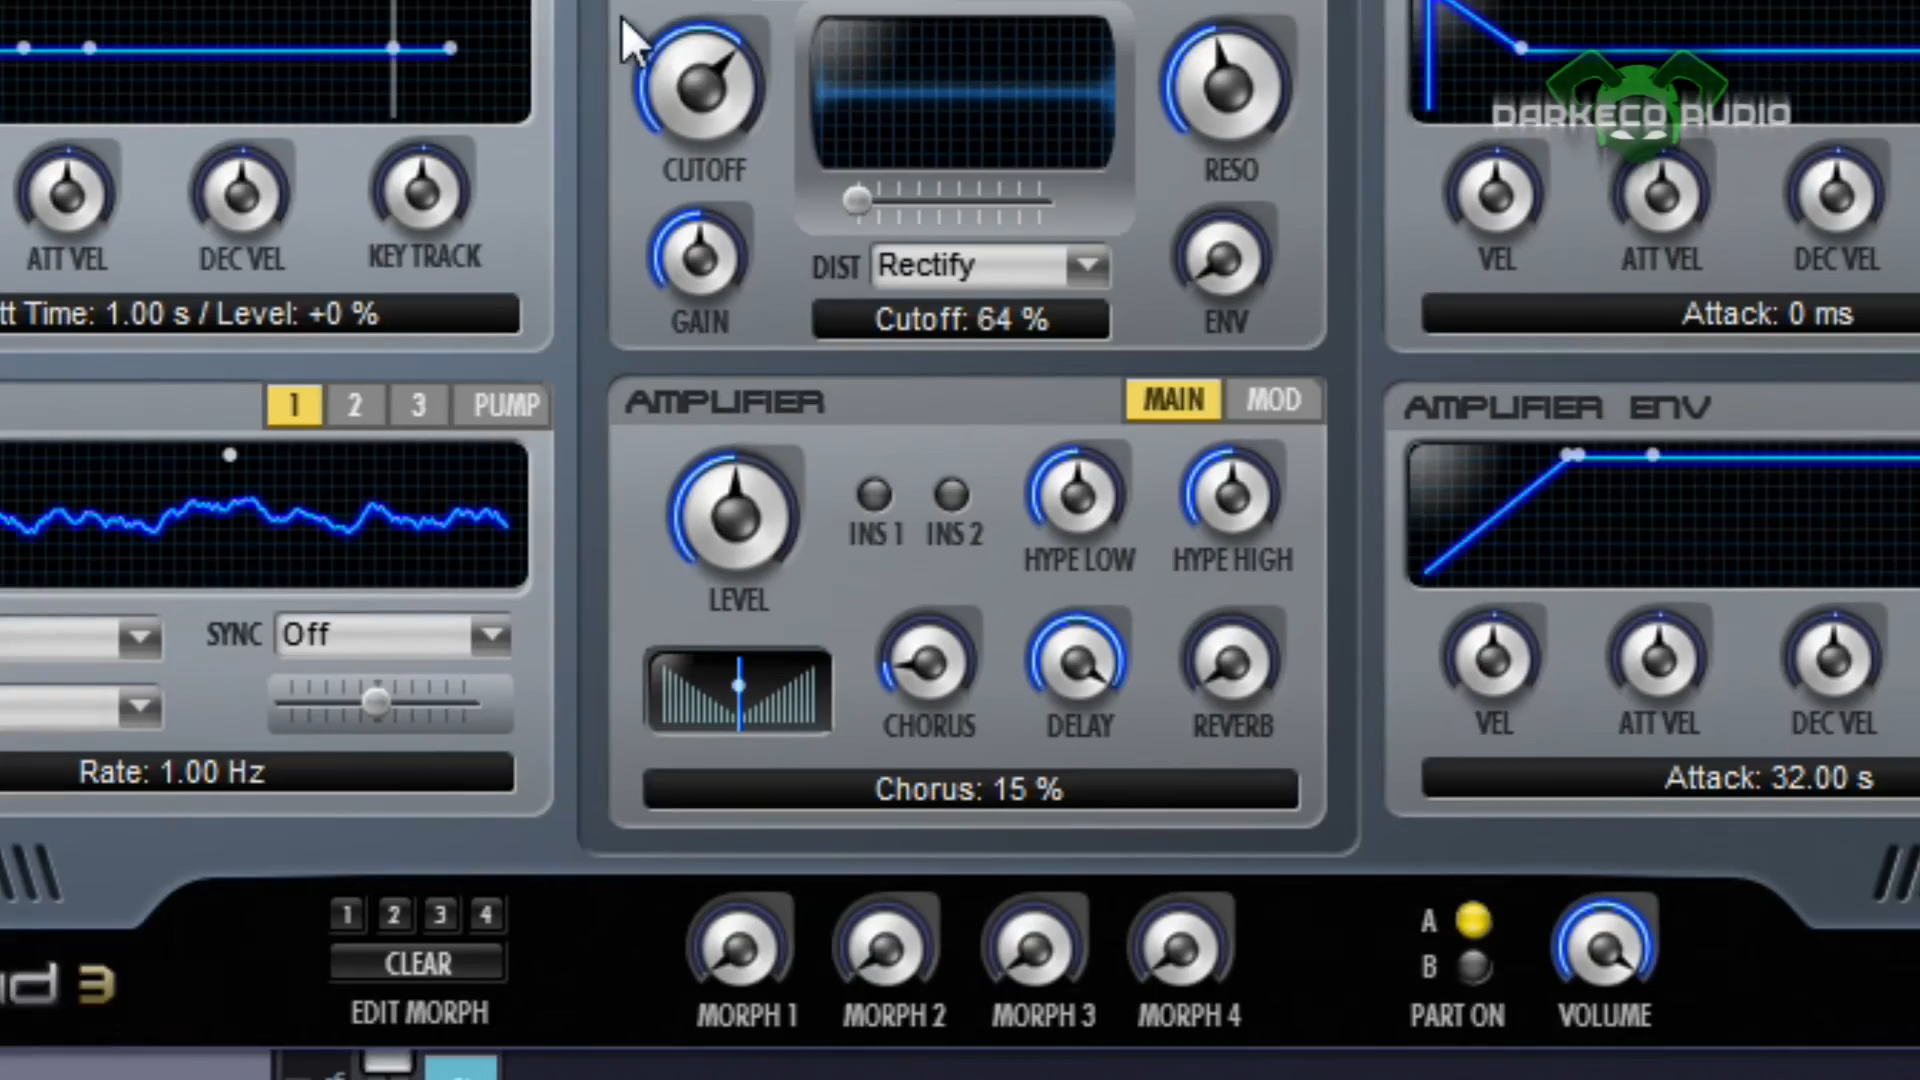 DARKECO AUDIO
CUTOFF
RESO
ATT VEL
DEC VEL
KEY TRACK
DIST
Rectify
VEL
ATT VEL
DEC VEL
tt Time: 1.00 s / Level: +0 %
GAIN
Cutoff: 64 %
ENV
Attack: 0 ms
1 2 3 PUMP
AMPLIFIER
MAIN MOD
AMPLIFIER ENV
INS 1
INS 2
HYPE LOW
HYPE HIGH
LEVEL
SYNC
Off
CHORUS
DELAY
REVERB
VEL
ATT VEL
DEC VEL
Rate: 1.00 Hz
Chorus: 15 %
Attack: 32.00 s
1 2 3 4
CLEAR
EDIT MORPH
MORPH 1
MORPH 2
MORPH 3
MORPH 4
A
B
PART ON
VOLUME
3